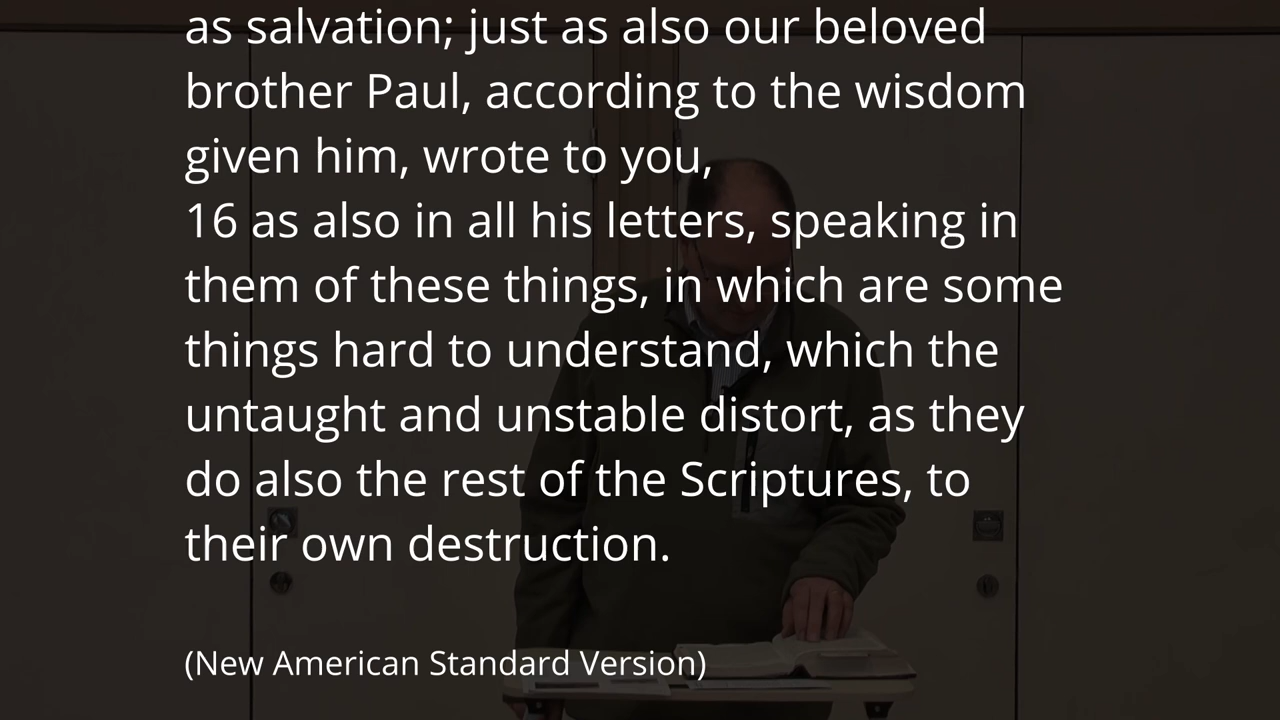 as salvation; just as also our beloved
brother Paul, according to the wisdom
given him, wrote to you,
16 as also in all his letters, speaking in
them of these things, in which are some
things hard to understand, which the
untaught and unstable distort, as they
do also the rest of the Scriptures, to
their own destruction.
(New American Standard Version)